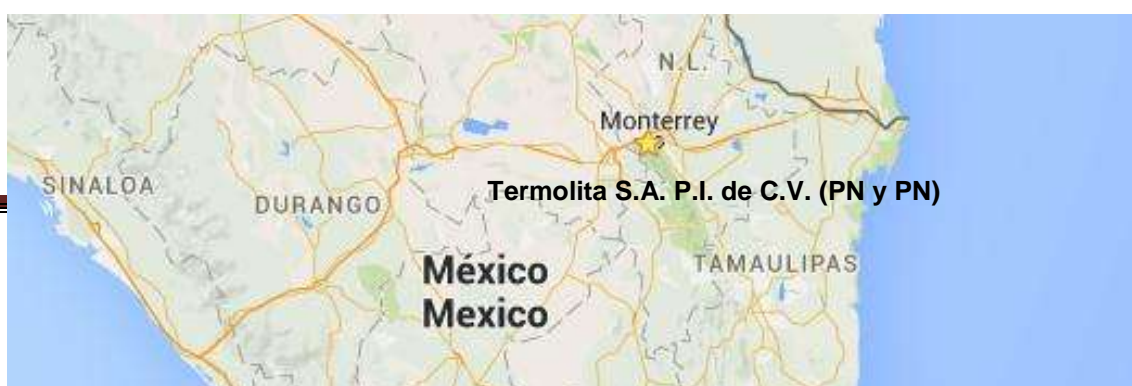 N.L.
Monterrey
SINALOA
DURANGO
Termolita S.A. P.I. de C.V. (PN y PN)
México
Mexico
TAMAULIPAS